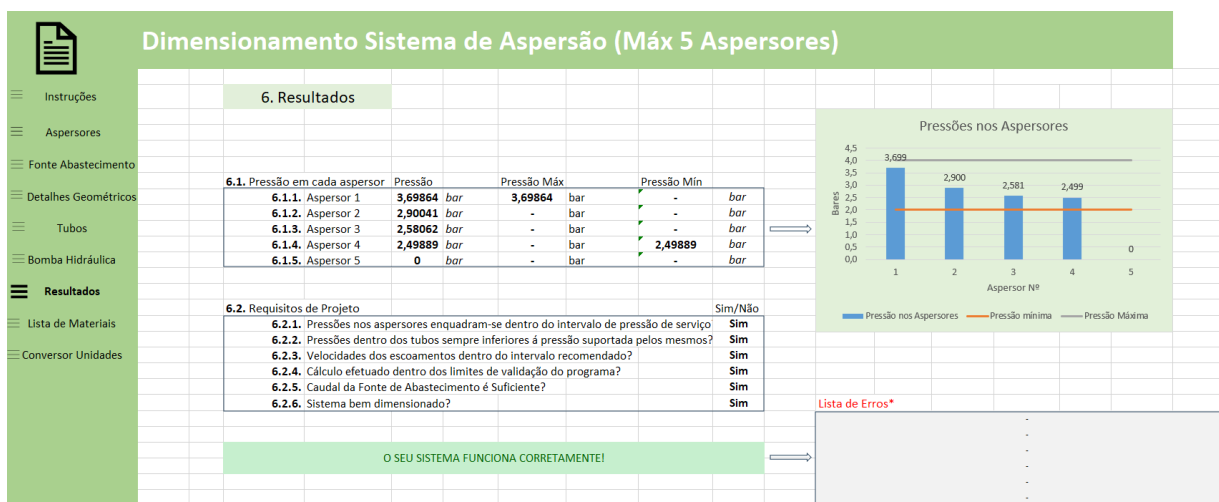 Dimensionamento Sistema de Aspersão (Máx 5 Aspersores)
Instruções
Aspersores
Fonte Abastecimento
Detalhes Geométricos
Tubos
Bomba Hidráulica
Resultados
Lista de Materiais
Conversor Unidades
6. Resultados
6.1. Pressão em cada aspersor Pressão Pressão Máx Pressão Mín
6.1.1. Aspersor 1 3,69864 bar 3,69864 bar - bar
6.1.2. Aspersor 2 2,90041 bar - bar - bar
6.1.3. Aspersor 3 2,58062 bar - bar - bar
6.1.4. Aspersor 4 2,49889 bar - bar 2,49889 bar
6.1.5. Aspersor 5 0 bar - bar - bar
6.2. Requisitos de Projeto Sim/Não
6.2.1. Pressões nos aspersores enquadram-se dentro do intervalo de pressão de serviço Sim
6.2.2. Pressões dentro dos tubos sempre inferiores á pressão suportada pelos mesmos? Sim
6.2.3. Velocidades dos escoamentos dentro do intervalo recomendado? Sim
6.2.4. Cálculo efetuado dentro dos limites de validação do programa? Sim
6.2.5. Caudal da Fonte de Abastecimento é Suficiente? Sim
6.2.6. Sistema bem dimensionado? Sim
O SEU SISTEMA FUNCIONA CORRETAMENTE!
Pressões nos Aspersores
Bares
4,5
4,0
3,5
3,0
2,5
2,0
1,5
1,0
0,5
0,0
3,699
2,900
2,581
2,499
0
1 2 3 4 5
Aspersor Nº
Pressão nos Aspersores Pressão mínima Pressão Máxima
Lista de Erros*
-
-
-
-
-